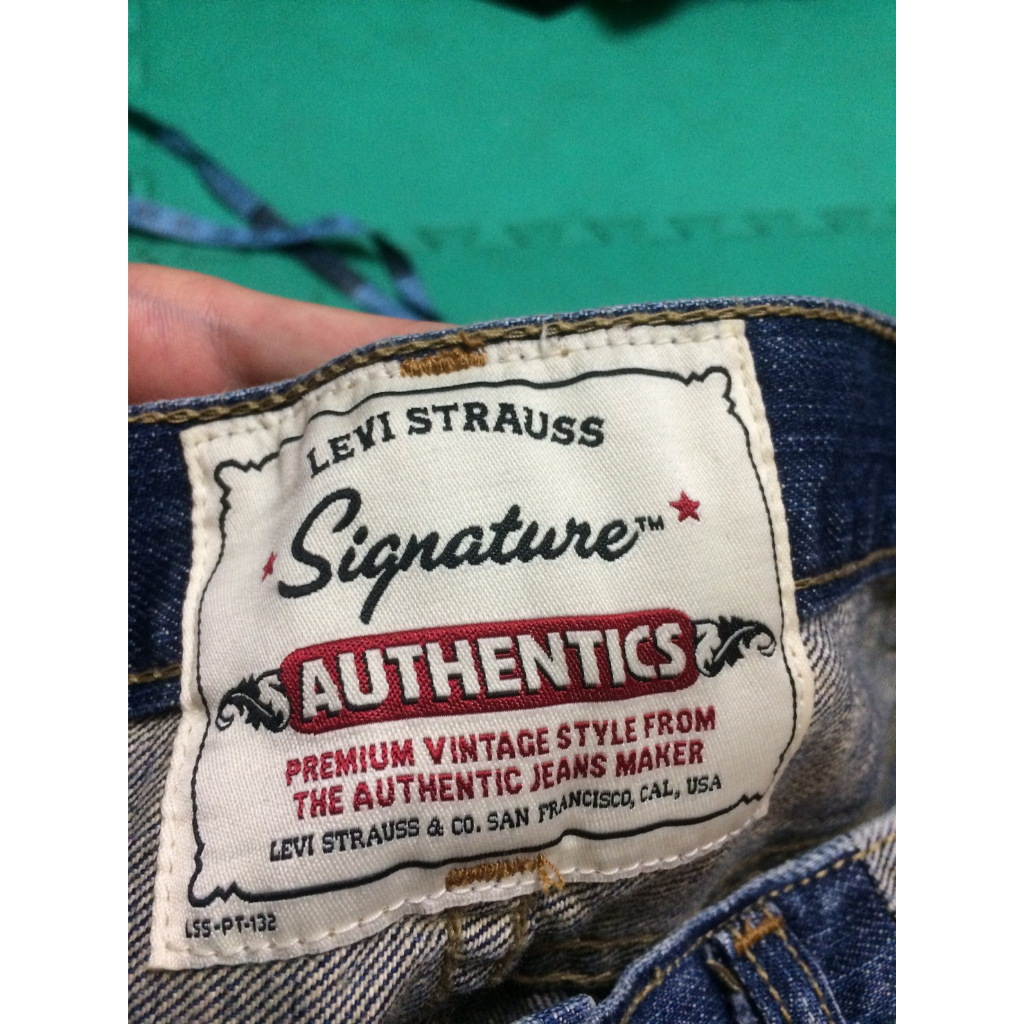 LEVI STRAUSS
Signature™
AUTHENTICS
PREMIUM VINTAGE STYLE FROM
THE AUTHENTIC JEANS MAKER
LEVI STRAUSS & CO. SAN FRANCISCO, CAL, USA
LSS-PT-132